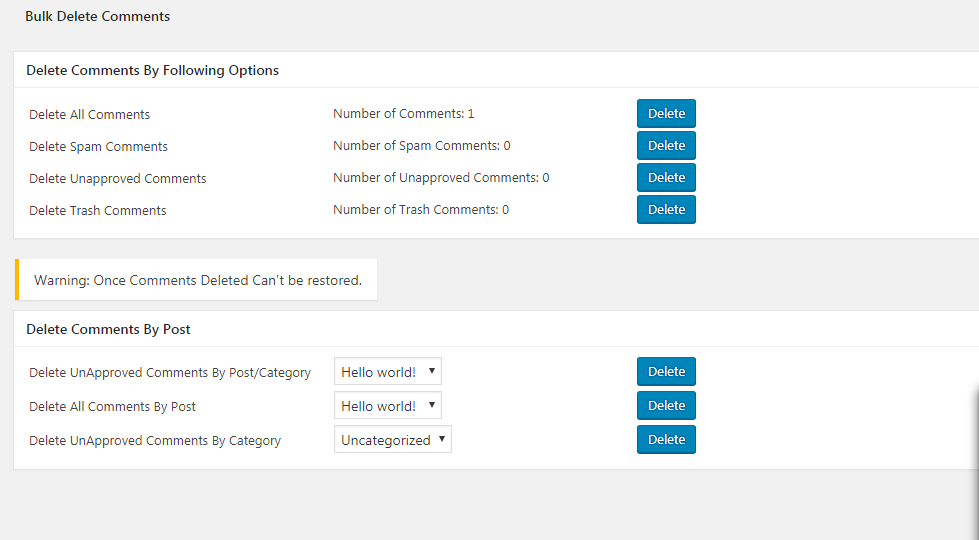 Bulk Delete Comments
Delete Comments By Following Options
Delete All Comments Number of Comments: 1 Delete
Delete Spam Comments Number of Spam Comments: 0 Delete
Delete Unapproved Comments Number of Unapproved Comments: 0 Delete
Delete Trash Comments Number of Trash Comments: 0 Delete
Warning: Once Comments Deleted Can't be restored.
Delete Comments By Post
Delete UnApproved Comments By Post/Category Hello world! Delete
Delete All Comments By Post Hello world! Delete
Delete UnApproved Comments By Category Uncategorized Delete